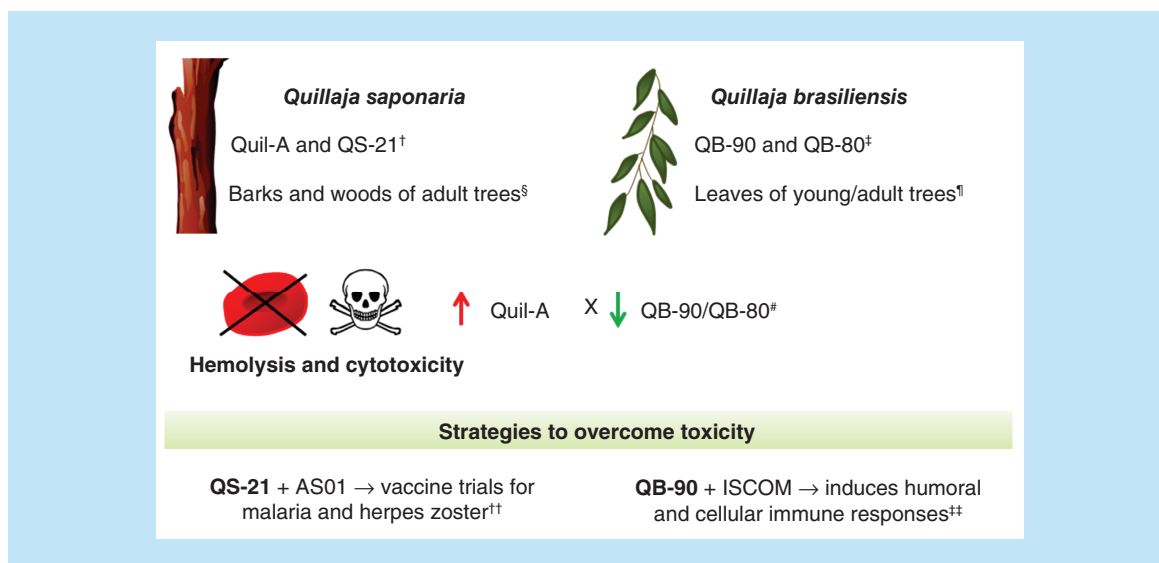 Quillaja saponaria
Quil-A and QS-21†
Barks and woods of adult trees§
Quillaja brasiliensis
QB-90 and QB-80‡
Leaves of young/adult trees¶
Quil-A X QB-90/QB-80#
Hemolysis and cytotoxicity
Strategies to overcome toxicity
QS-21 + AS01 → vaccine trials for
malaria and herpes zoster††
QB-90 + ISCOM → induces humoral
and cellular immune responses‡‡